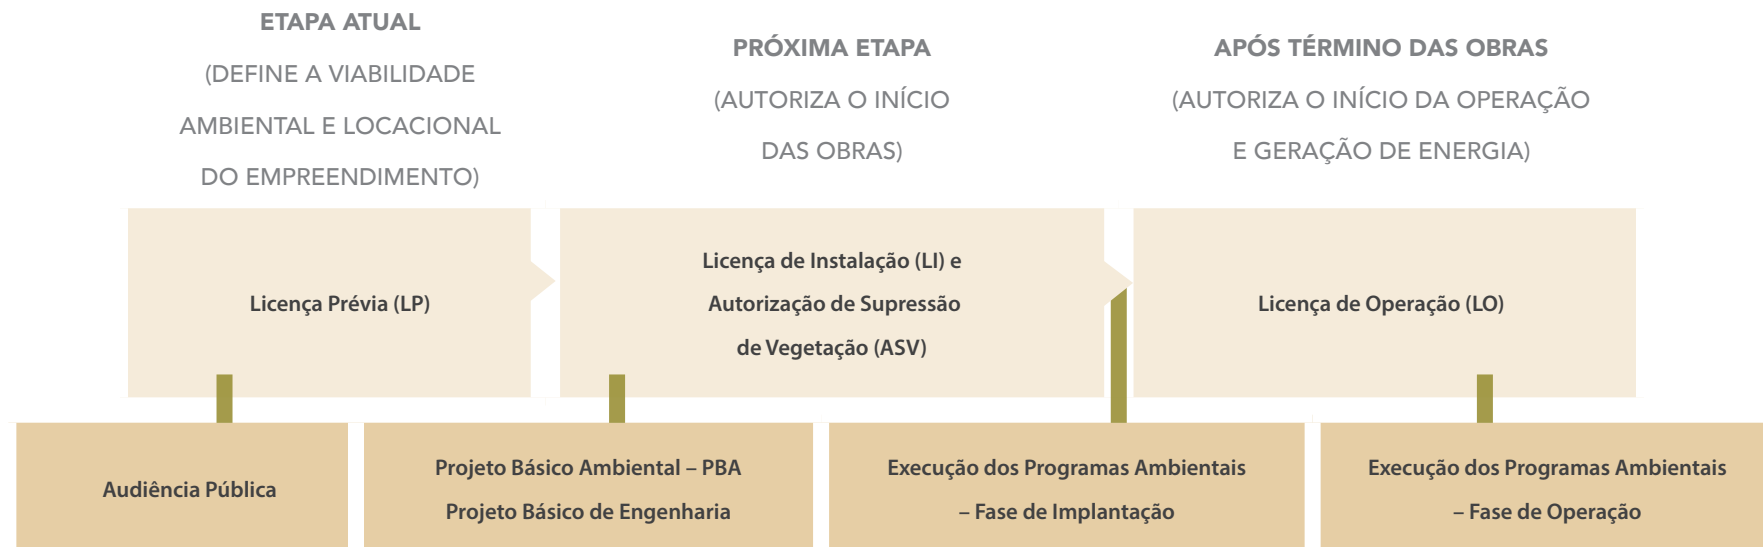 ETAPA ATUAL
(DEFINE A VIABILIDADE
AMBIENTAL E LOCACIONAL
DO EMPREENDIMENTO)
PRÓXIMA ETAPA
(AUTORIZA O INÍCIO
DAS OBRAS)
APÓS TÉRMINO DAS OBRAS
(AUTORIZA O INÍCIO DA OPERAÇÃO
E GERAÇÃO DE ENERGIA)
Licença Prévia (LP)
Licença de Instalação (LI) e
Autorização de Supressão
de Vegetação (ASV)
Licença de Operação (LO)
Audiência Pública
Projeto Básico Ambiental – PBA
Projeto Básico de Engenharia
Execução dos Programas Ambientais
– Fase de Implantação
Execução dos Programas Ambientais
– Fase de Operação